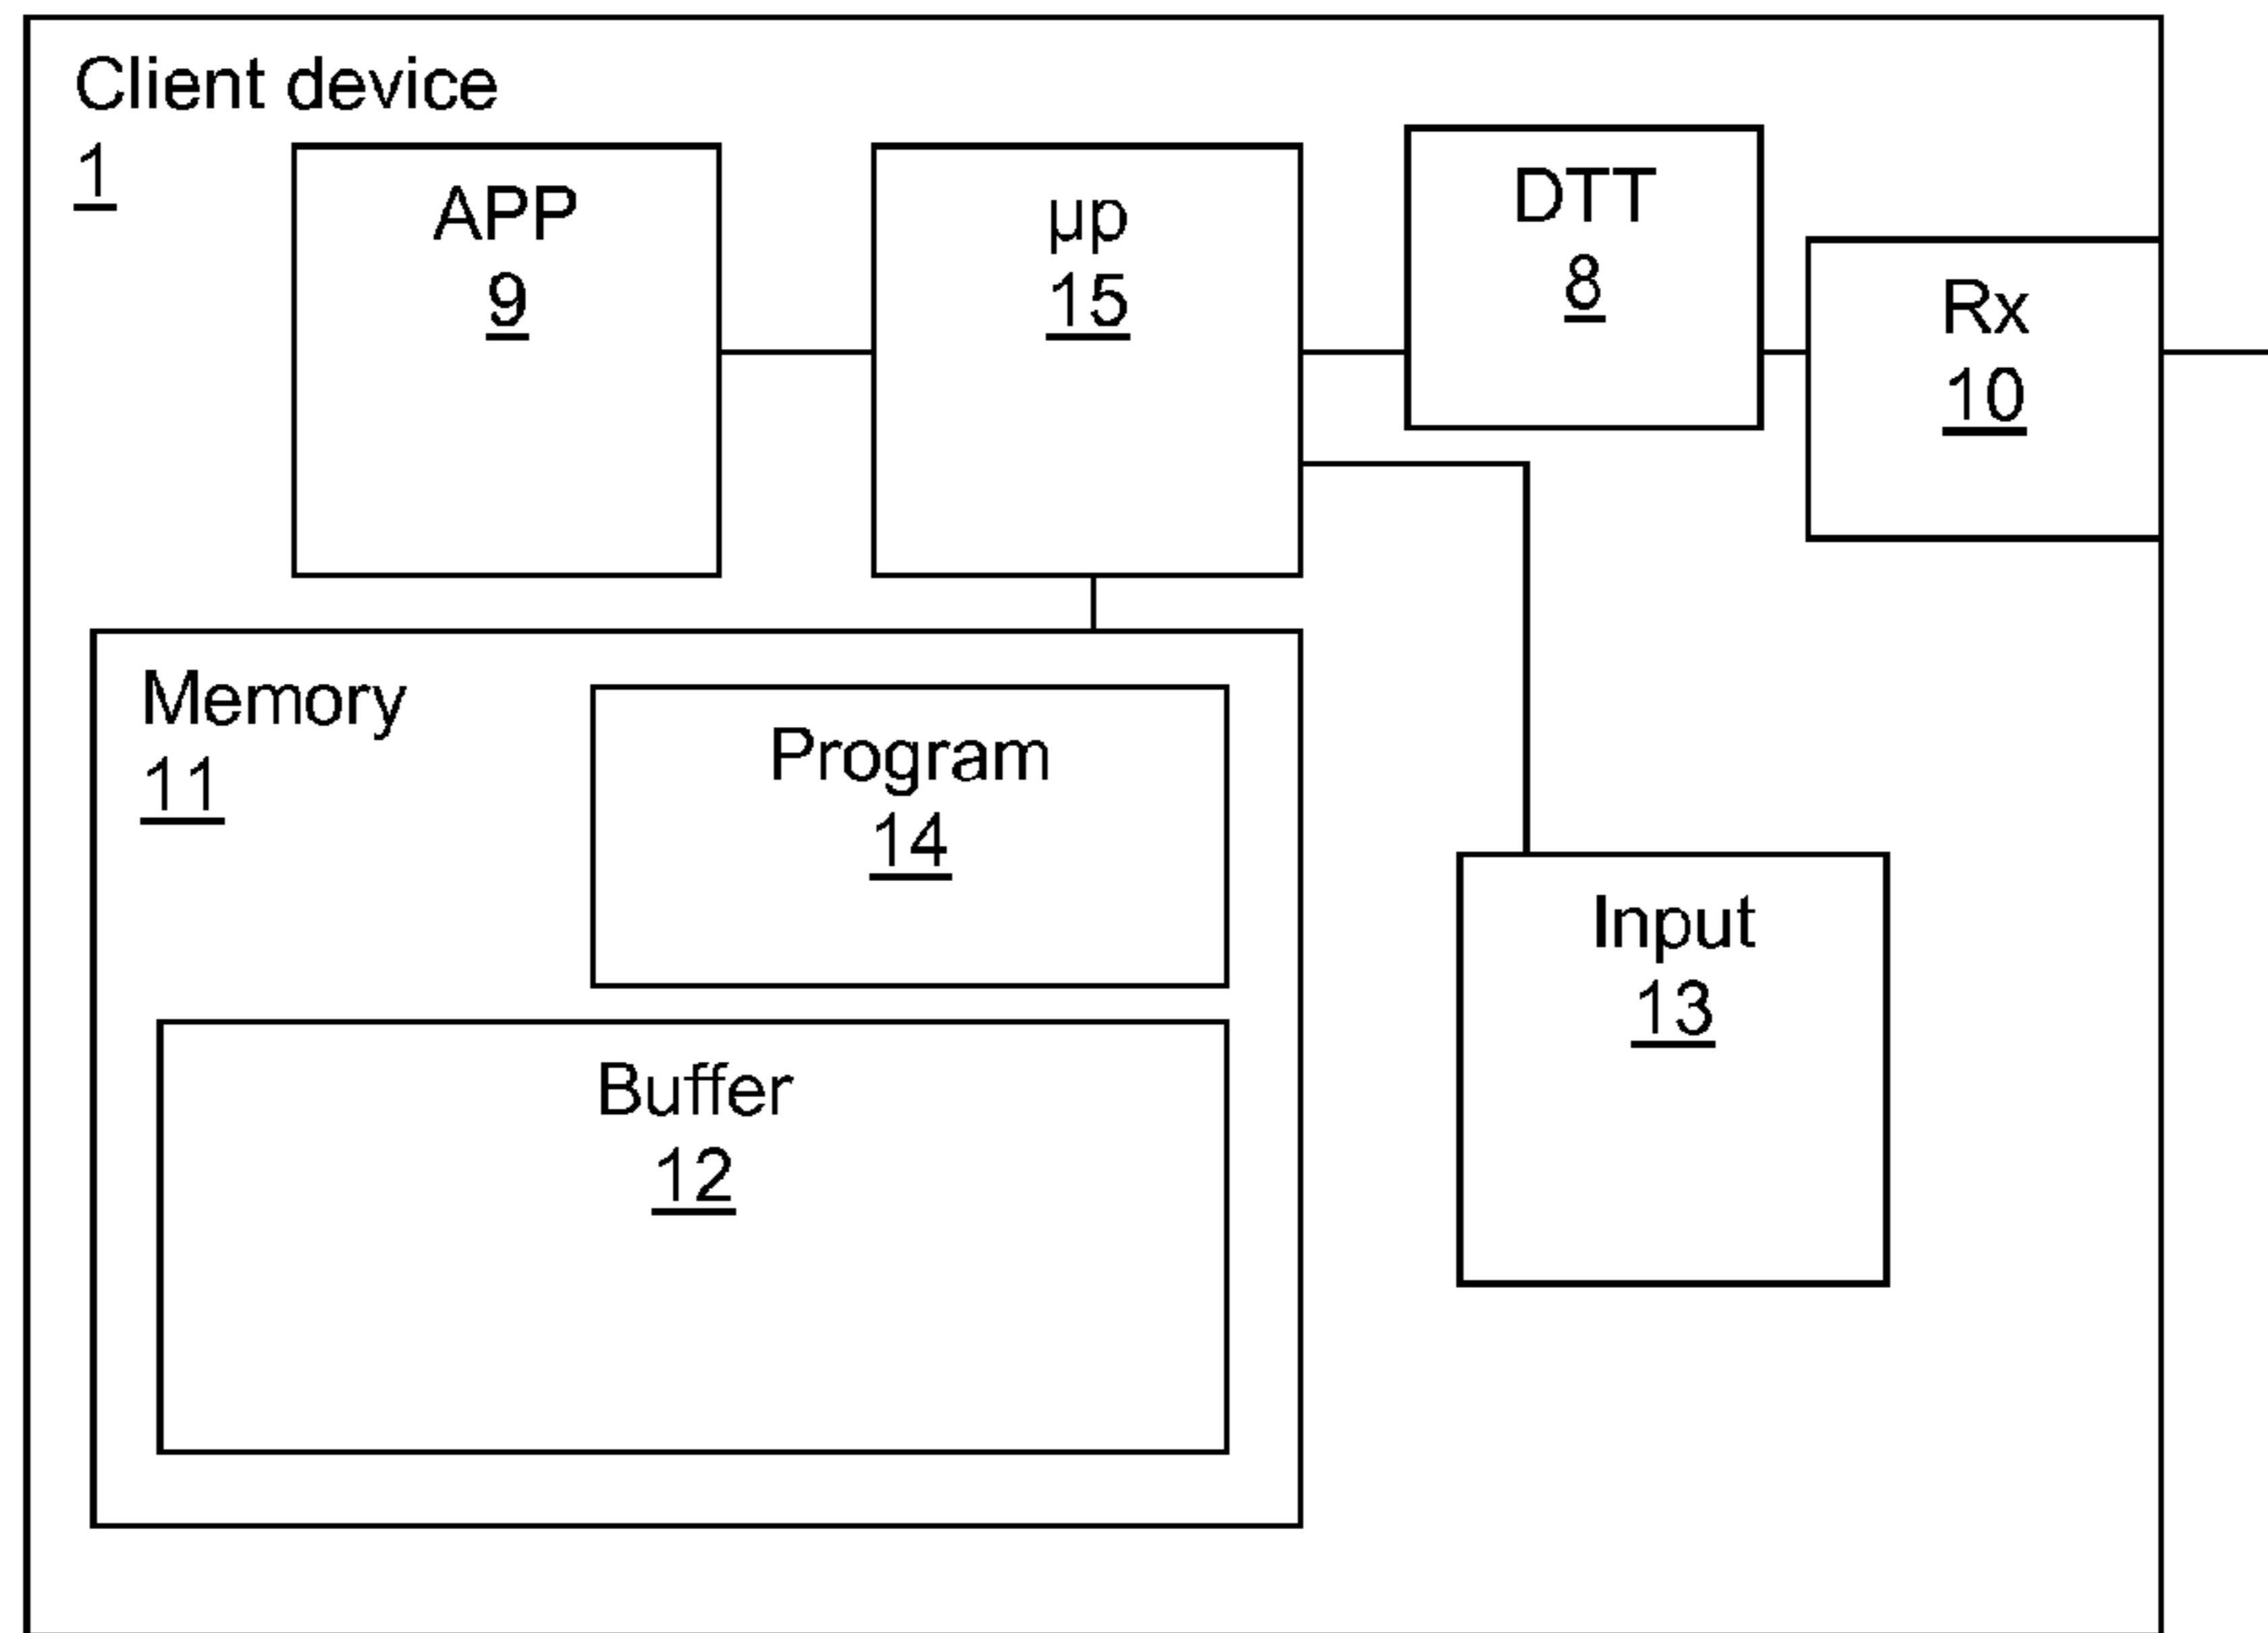 Client device
1
APP
9
µp
15
DTT
8
Rx
10
Memory
11
Program
14
Input
13
Buffer
12